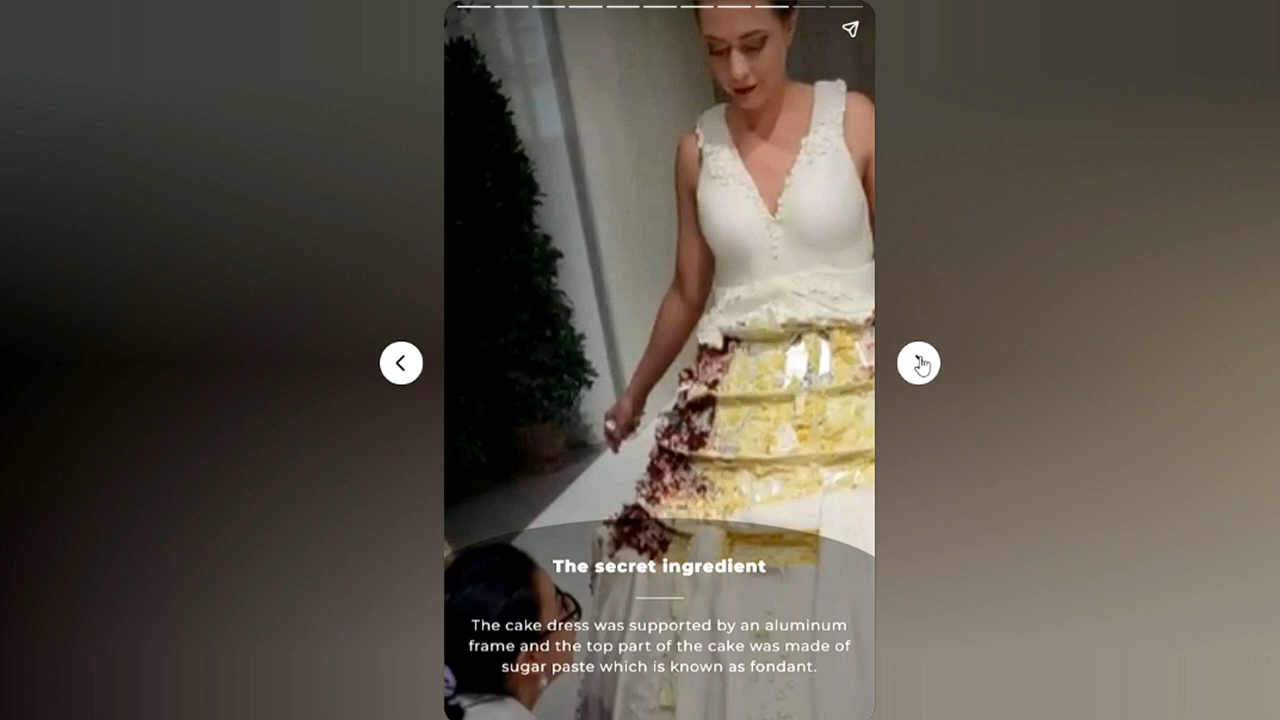 The secret ingredient
The cake dress was supported by an aluminum
frame and the top part of the cake was made of
sugar paste which is known as fondant.